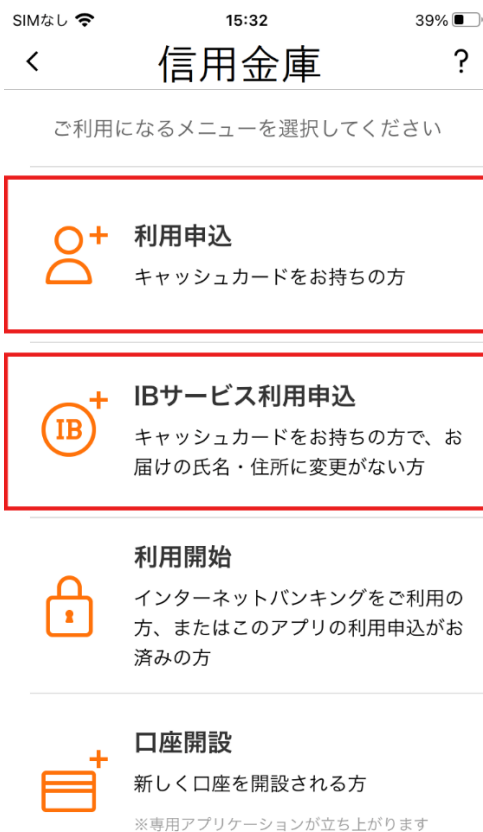 SIMなし 15:32 39%
< 信用金庫 ?
ご利用になるメニューを選択してください
利用申込
キャッシュカードをお持ちの方
IB
IBサービス利用申込
キャッシュカードをお持ちの方で、お
届けの氏名・住所に変更がない方
利用開始
インターネットバンキングをご利用の
方、またはこのアプリの利用申込がお
済みの方
口座開設
新しく口座を開設される方
※専用アプリケーションが立ち上がります